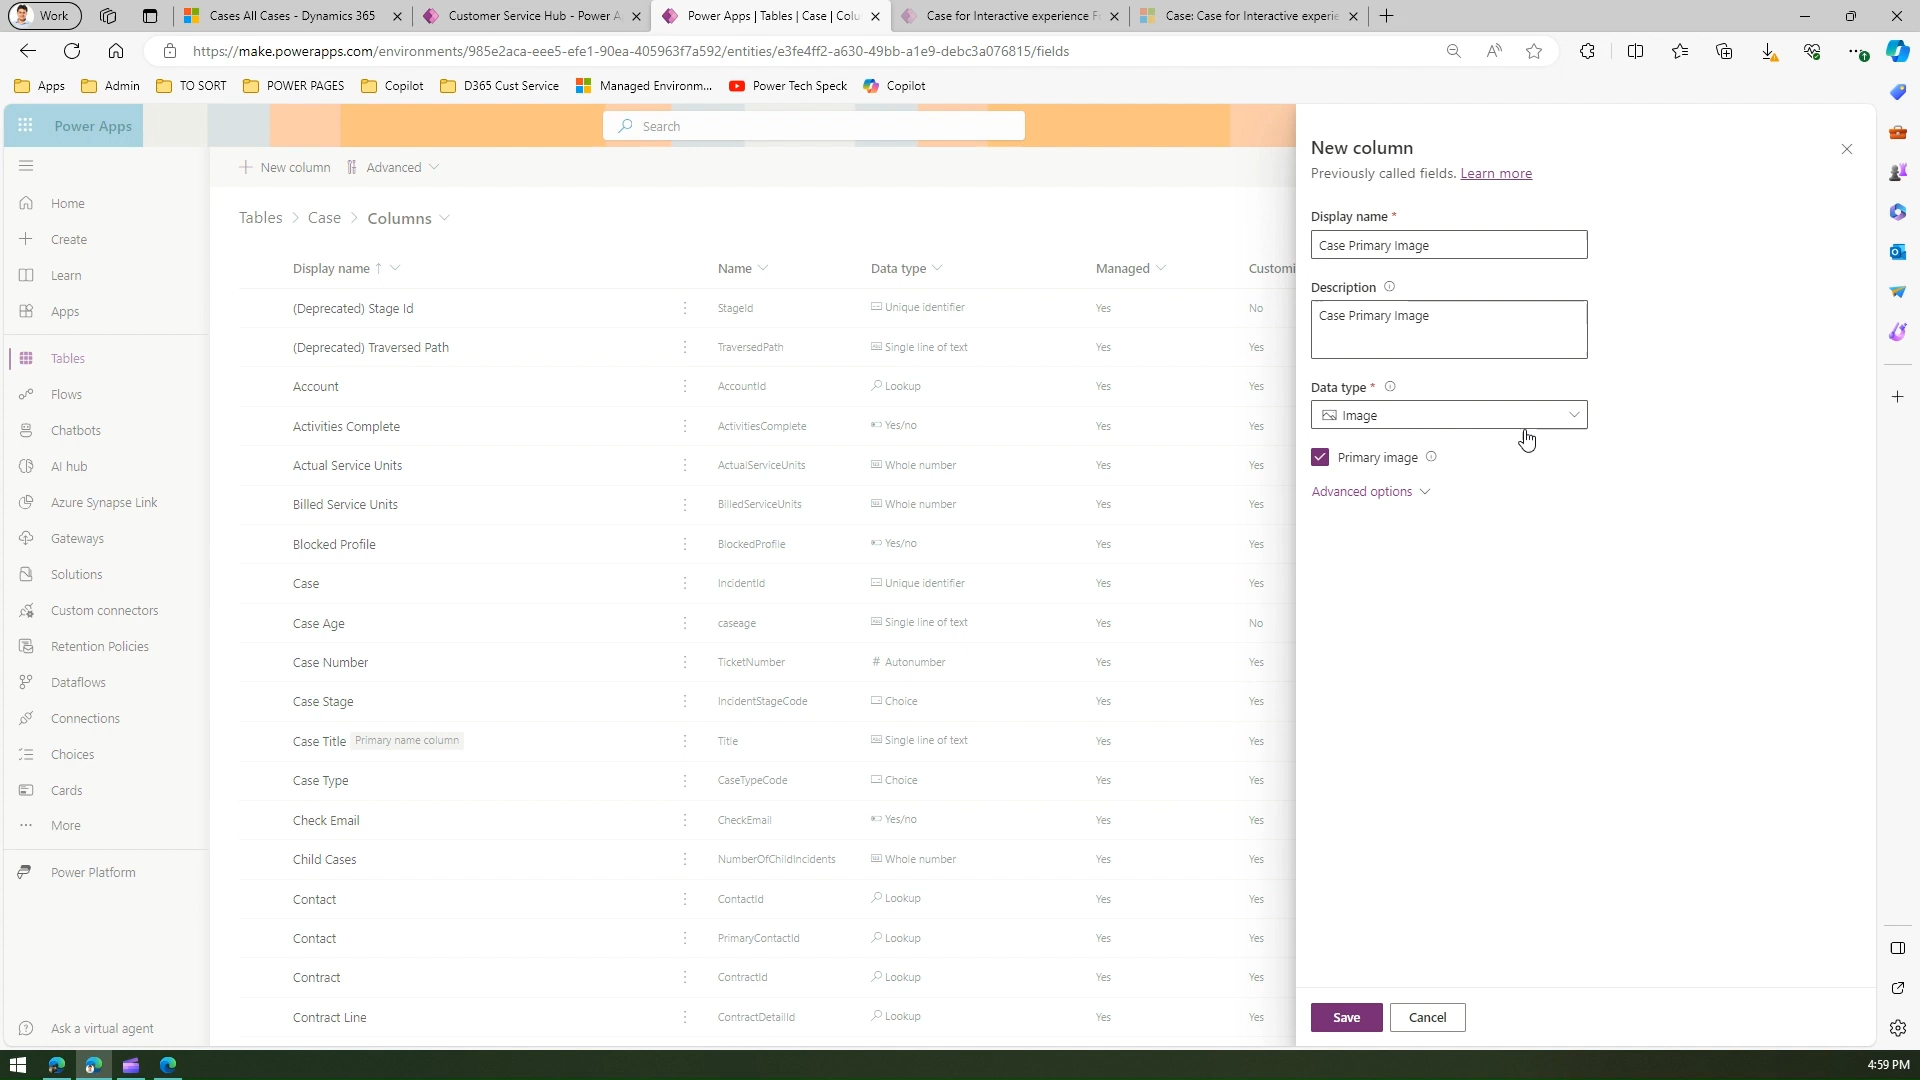 Work
Cases All Cases - Dynamics 365
Customer Service Hub - Power A
Power Apps | Tables | Case | Colu
Case for Interactive experience F
Case: Case for Interactive experie
https://make.powerapps.com/environments/985e2aca-eee5-efe1-90ea-405963f7a592/entities/e3fe4ff2-a630-49bb-a1e9-debc3a076815/fields
Apps
Admin
TO SORT
POWER PAGES
Copilot
D365 Cust Service
Managed Environm...
Power Tech Speck
Copilot
Power Apps
Search
New column
Advanced
Home
Create
Learn
Apps
Tables
Flows
Chatbots
AI hub
Azure Synapse Link
Gateways
Solutions
Custom connectors
Retention Policies
Dataflows
Connections
Choices
Cards
More
Power Platform
Ask a virtual agent
Tables > Case > Columns
Display name ↑ Name Data type Managed Customi
(Deprecated) Stage Id StageId Unique identifier Yes No
(Deprecated) Traversed Path TraversedPath Single line of text Yes Yes
Account AccountId Lookup Yes Yes
Activities Complete ActivitiesComplete Yes/no Yes Yes
Actual Service Units ActualServiceUnits Whole number Yes Yes
Billed Service Units BilledServiceUnits Whole number Yes Yes
Blocked Profile BlockedProfile Yes/no Yes Yes
Case IncidentId Unique identifier Yes Yes
Case Age caseage Single line of text Yes No
Case Number TicketNumber # Autonumber Yes Yes
Case Stage IncidentStageCode Choice Yes Yes
Case Title Primary name column Title Single line of text Yes Yes
Case Type CaseTypeCode Choice Yes Yes
Check Email CheckEmail Yes/no Yes Yes
Child Cases NumberOfChildIncidents Whole number Yes Yes
Contact ContactId Lookup Yes Yes
Contact PrimaryContactId Lookup Yes Yes
Contract ContractId Lookup Yes Yes
Contract Line ContractDetailId Lookup Yes Yes
New column
Previously called fields. Learn more
Display name *
Case Primary Image
Description
Case Primary Image
Data type *
Image
Primary image
Advanced options
Save
Cancel
4:59 PM